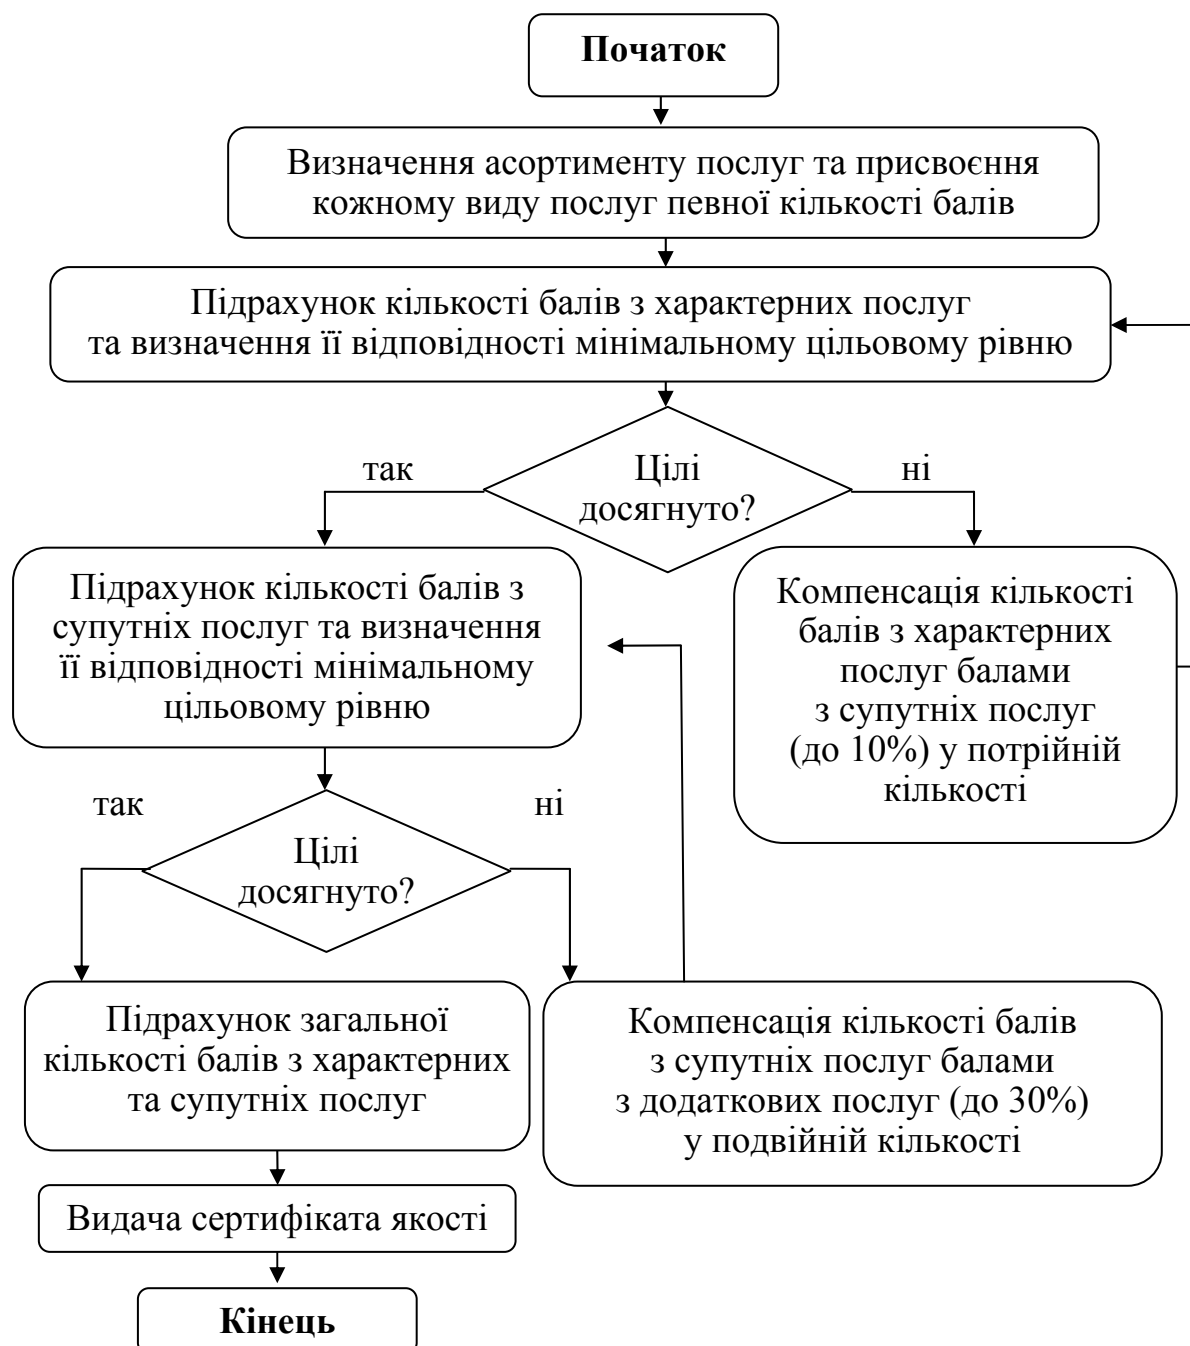 Початок
Визначення асортименту послуг та присвоєння
кожному виду послуг певної кількості балів
Підрахунок кількості балів з характерних послуг
та визначення її відповідності мінімальному цільовому рівню
так
Цілі
досягнуто?
ні
Підрахунок кількості балів з
супутніх послуг та визначення
її відповідності мінімальному
цільовому рівню
Компенсація кількості
балів з характерних
послуг балами
з супутніх послуг
(до 10%) у потрійній
кількості
так
Цілі
досягнуто?
ні
Підрахунок загальної
кількості балів з характерних
та супутніх послуг
Компенсація кількості балів
з супутніх послуг балами
з додаткових послуг (до 30%)
у подвійній кількості
Видача сертифіката якості
Кінець